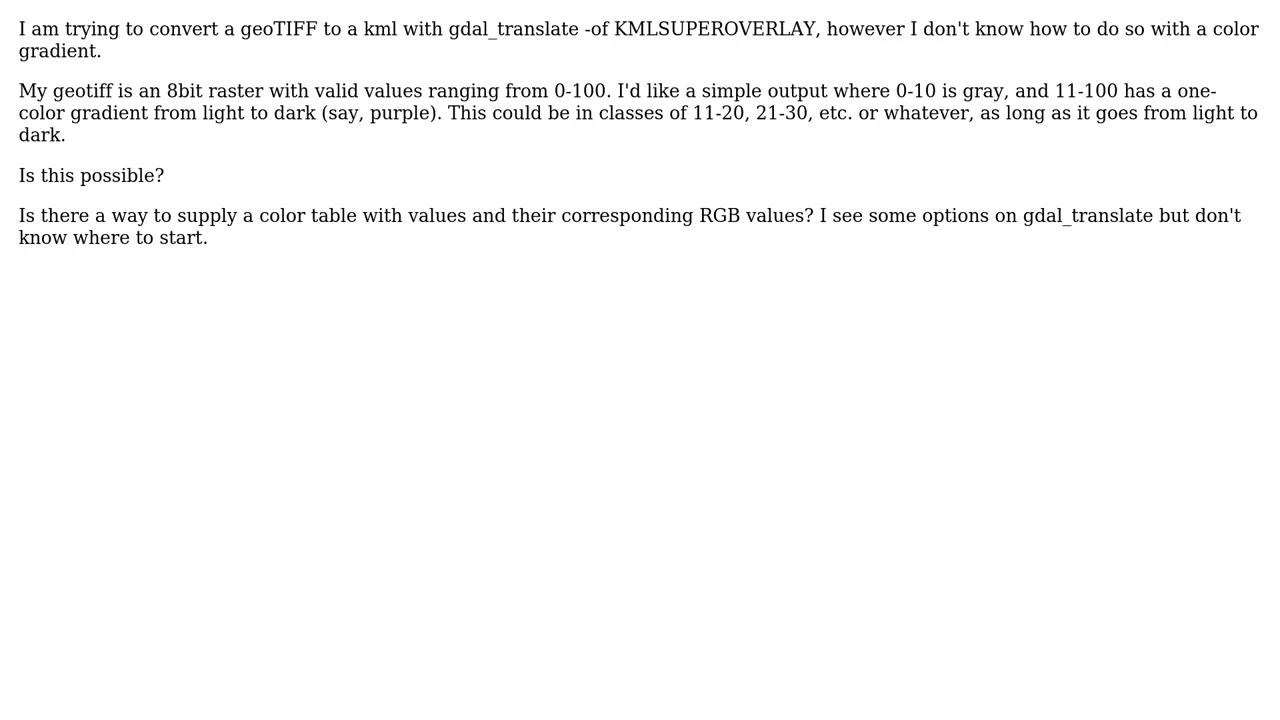 I am trying to convert a geoTIFF to a kml with gdal_translate -of KMLSUPEROVERLAY, however I don't know how to do so with a color
gradient.
My geotiff is an 8bit raster with valid values ranging from 0-100. I'd like a simple output where 0-10 is gray, and 11-100 has a one-
color gradient from light to dark (say, purple). This could be in classes of 11-20, 21-30, etc. or whatever, as long as it goes from light to
dark.
Is this possible?
Is there a way to supply a color table with values and their corresponding RGB values? I see some options on gdal_translate but don't
know where to start.